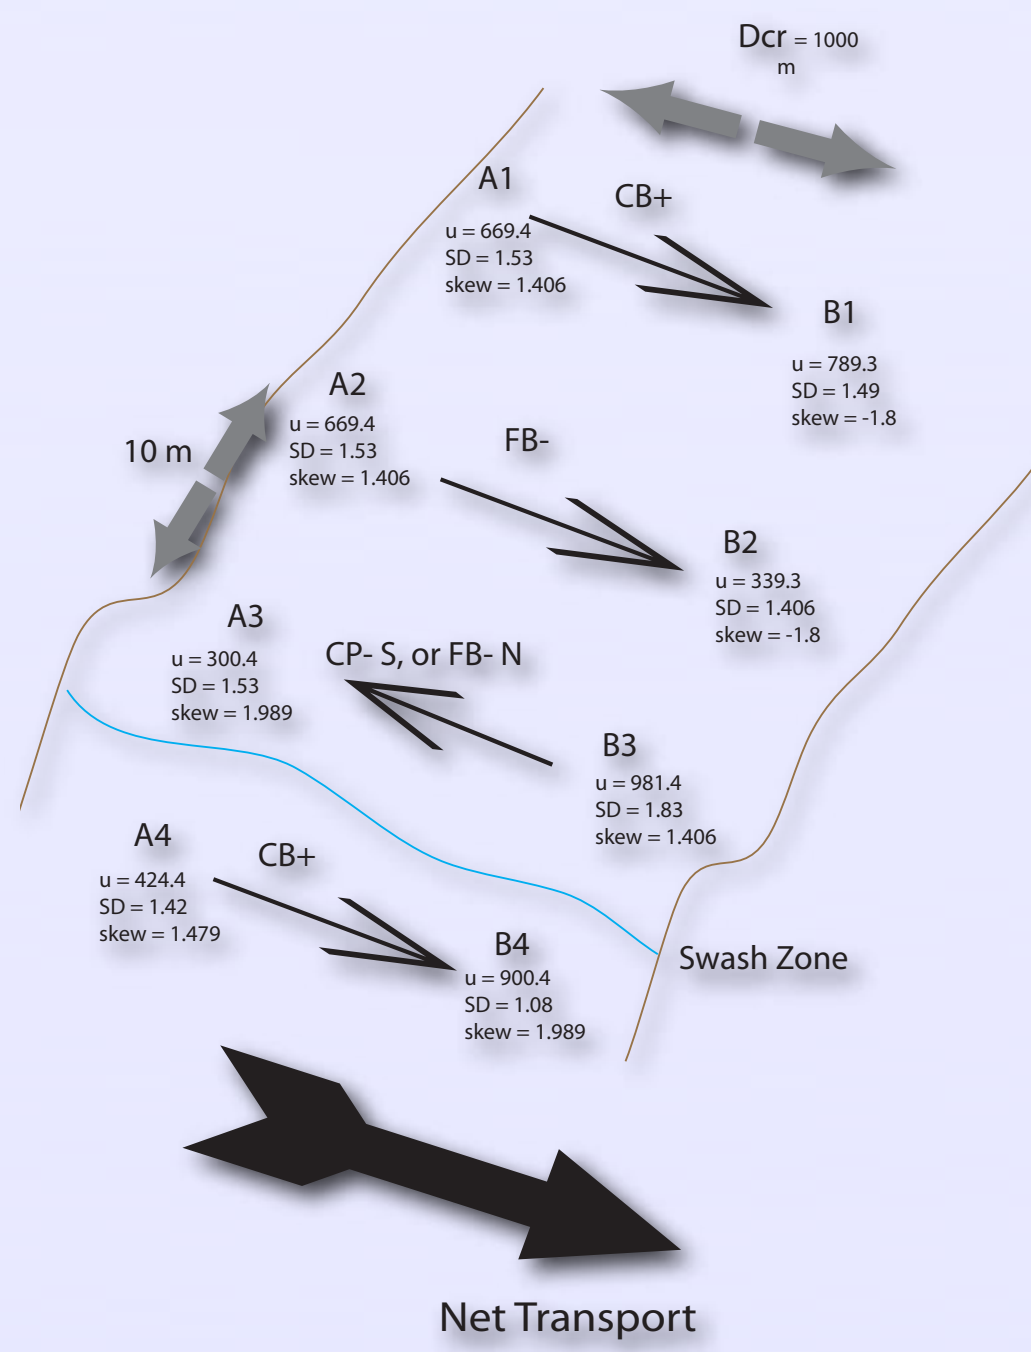 Dcr = 1000
m
A1
u = 669.4
SD = 1.53
skew = 1.406
CB+
B1
u = 789.3
SD = 1.49
skew = -1.8
A2
u = 669.4
SD = 1.53
skew = 1.406
10 m
FB-
B2
u = 339.3
SD = 1.406
skew = -1.8
A3
u = 300.4
SD = 1.53
skew = 1.989
CP- S, or FB- N
B3
u = 981.4
SD = 1.83
skew = 1.406
A4
u = 424.4
SD = 1.42
skew = 1.479
CB+
B4
u = 900.4
SD = 1.08
skew = 1.989
Swash Zone
Net Transport